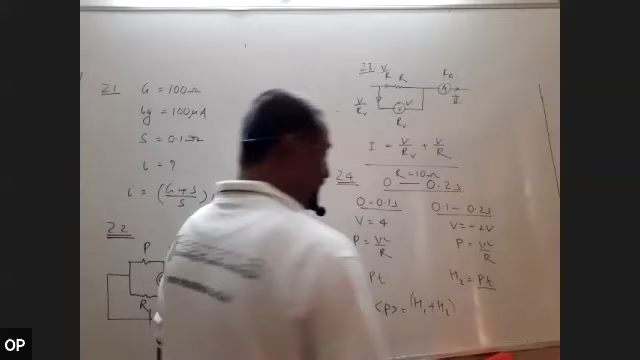 21 G = 100Ω
Ig = 100μA
S = 0.1Ω
i = ?
i = (G+S/S)
22
P
R
23 V/R R RA
A
I
V/Rv
V
Rv
I = V/Rv + V/R
24 R = 10Ω
0 — 0.2s
0 - 0.1s
V = 4
P = V²/R
Pt
0.1 - 0.2s
V = -2V
P = V²/R
H₂ = Pt
<P> = (H₁ + H₂)
OP